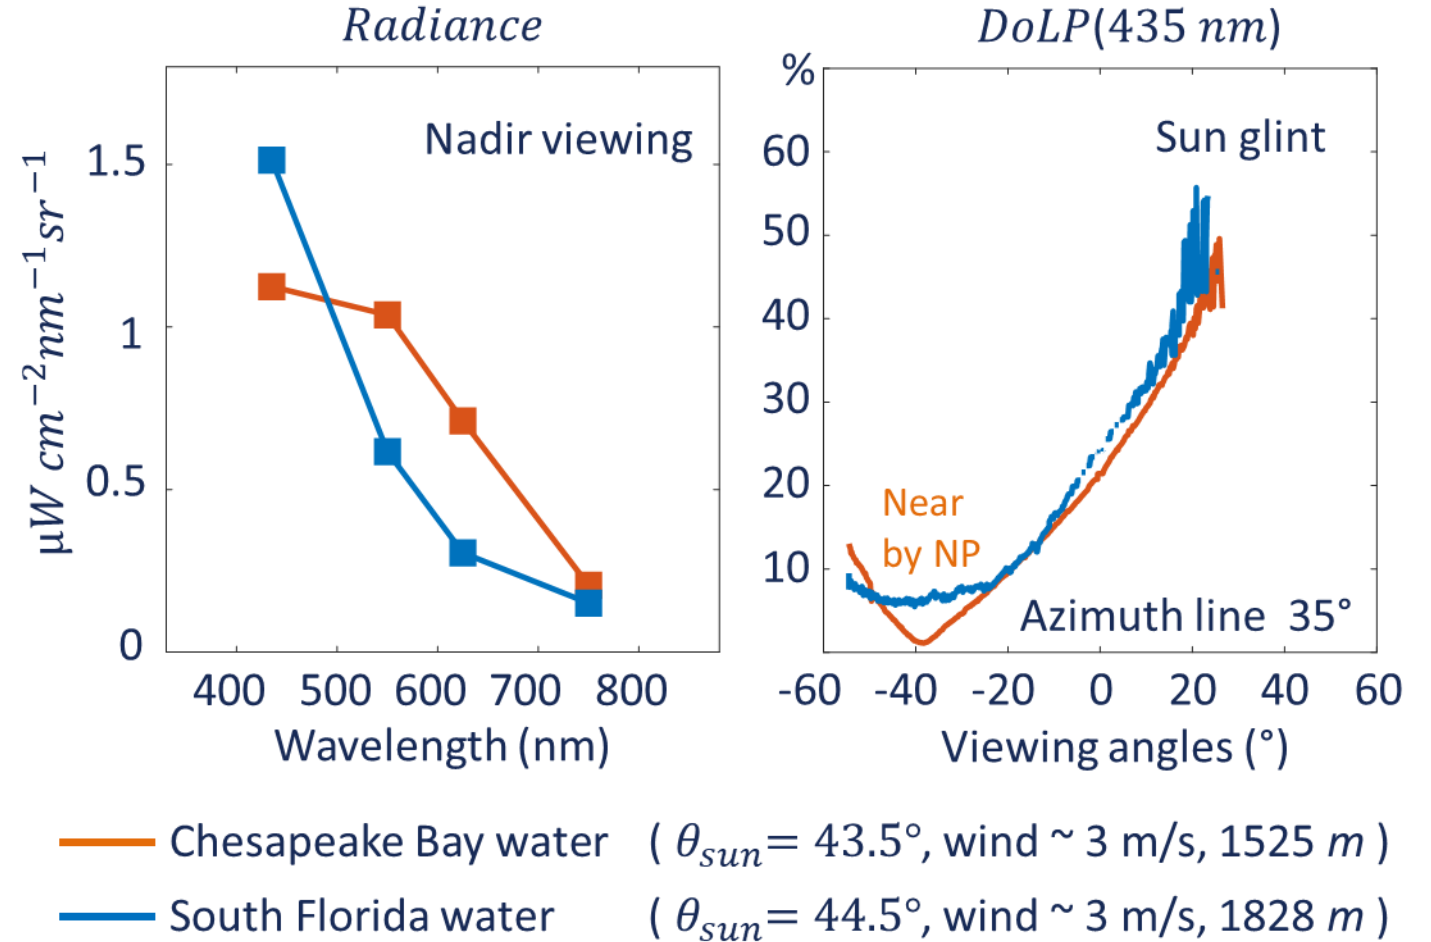 Radiance
Nadir viewing
μW cm⁻²nm⁻¹sr⁻¹
1.5
1
0.5
0
400 500 600 700 800
Wavelength (nm)
DoLP(435 nm)
%
Sun glint
60
50
40
30
20
10
Near
by NP
Azimuth line 35°
-60 -40 -20 0 20 40 60
Viewing angles (°)
Chesapeake Bay water ( θsun= 43.5°, wind ~ 3 m/s, 1525 m )
South Florida water ( θsun= 44.5°, wind ~ 3 m/s, 1828 m )